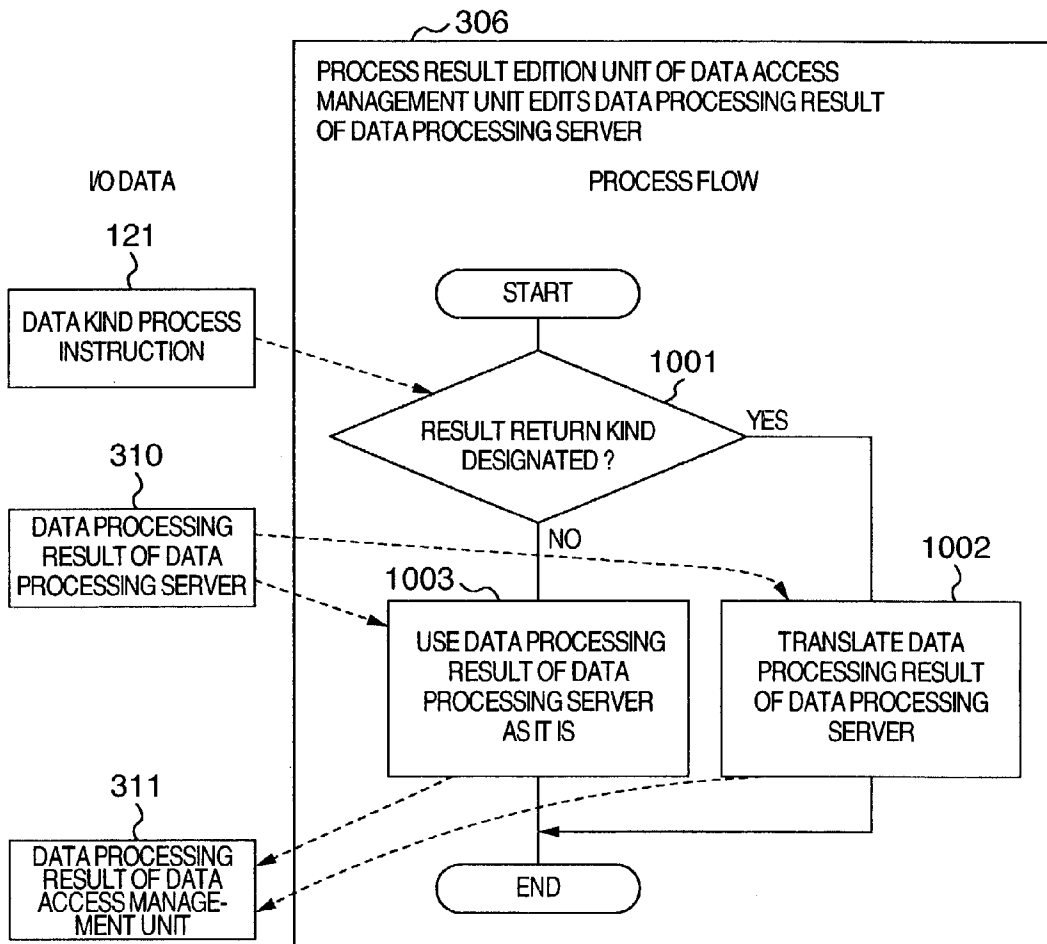 306
PROCESS RESULT EDITION UNIT OF DATA ACCESS
MANAGEMENT UNIT EDITS DATA PROCESSING RESULT
OF DATA PROCESSING SERVER
I/O DATA
PROCESS FLOW
121
DATA KIND PROCESS
INSTRUCTION
START
1001
RESULT RETURN KIND
DESIGNATED ?
YES
NO
310
DATA PROCESSING
RESULT OF DATA
PROCESSING SERVER
1003
USE DATA PROCESSING
RESULT OF DATA
PROCESSING SERVER
AS IT IS
1002
TRANSLATE DATA
PROCESSING RESULT
OF DATA PROCESSING
SERVER
311
DATA PROCESSING
RESULT OF DATA
ACCESS MANAGE-
MENT UNIT
END